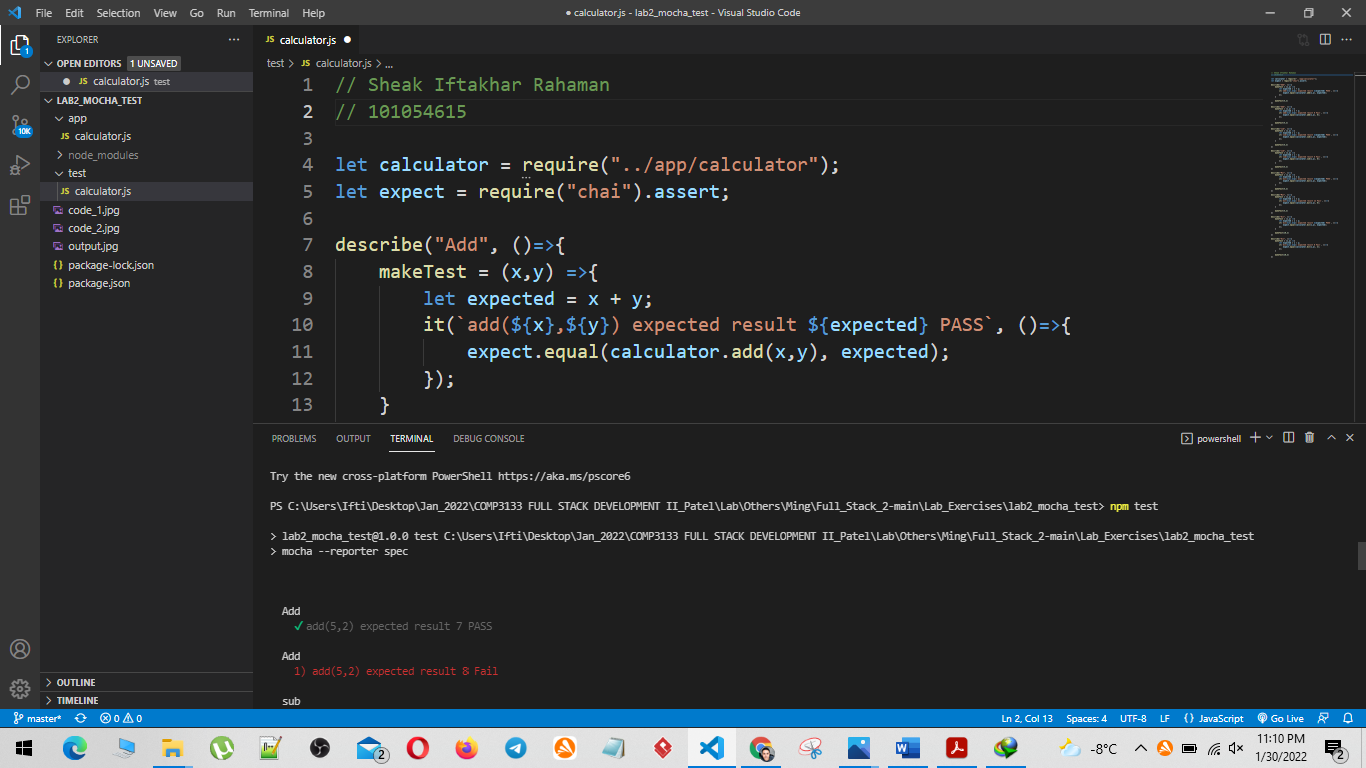 File Edit Selection View Go Run Terminal Help
● calculator.js - lab2_mocha_test - Visual Studio Code
EXPLORER
OPEN EDITORS 1 UNSAVED
JS calculator.js test
LAB2_MOCHA_TEST
app
JS calculator.js
node_modules
test
JS calculator.js
code_1.jpg
code_2.jpg
output.jpg
{} package-lock.json
{} package.json
OUTLINE
TIMELINE
1
10K
JS calculator.js ●
test > JS calculator.js > ...
1 // Sheak Iftakhar Rahaman
2 // 101054615
3
4 let calculator = require("../app/calculator");
5 let expect = require("chai").assert;
6
7 describe("Add", ()=>{
8 makeTest = (x,y) =>{
9 let expected = x + y;
10 it(`add(${x},${y}) expected result ${expected} PASS`, ()=>{
11 expect.equal(calculator.add(x,y), expected);
12 });
13 }
PROBLEMS OUTPUT TERMINAL DEBUG CONSOLE
powershell
Try the new cross-platform PowerShell https://aka.ms/pscore6
PS C:\Users\Ifti\Desktop\Jan_2022\COMP3133 FULL STACK DEVELOPMENT II_Patel\Lab\Others\Ming\Full_Stack_2-main\Lab_Exercises\lab2_mocha_test> npm test
> lab2_mocha_test@1.0.0 test C:\Users\Ifti\Desktop\Jan_2022\COMP3133 FULL STACK DEVELOPMENT II_Patel\Lab\Others\Ming\Full_Stack_2-main\Lab_Exercises\lab2_mocha_test
> mocha --reporter spec
Add
✓ add(5,2) expected result 7 PASS
Add
1) add(5,2) expected result 8 Fail
sub
master* 0 0
Ln 2, Col 13 Spaces: 4 UTF-8 LF {} JavaScript Go Live
2
-8°C
11:10 PM
1/30/2022
2